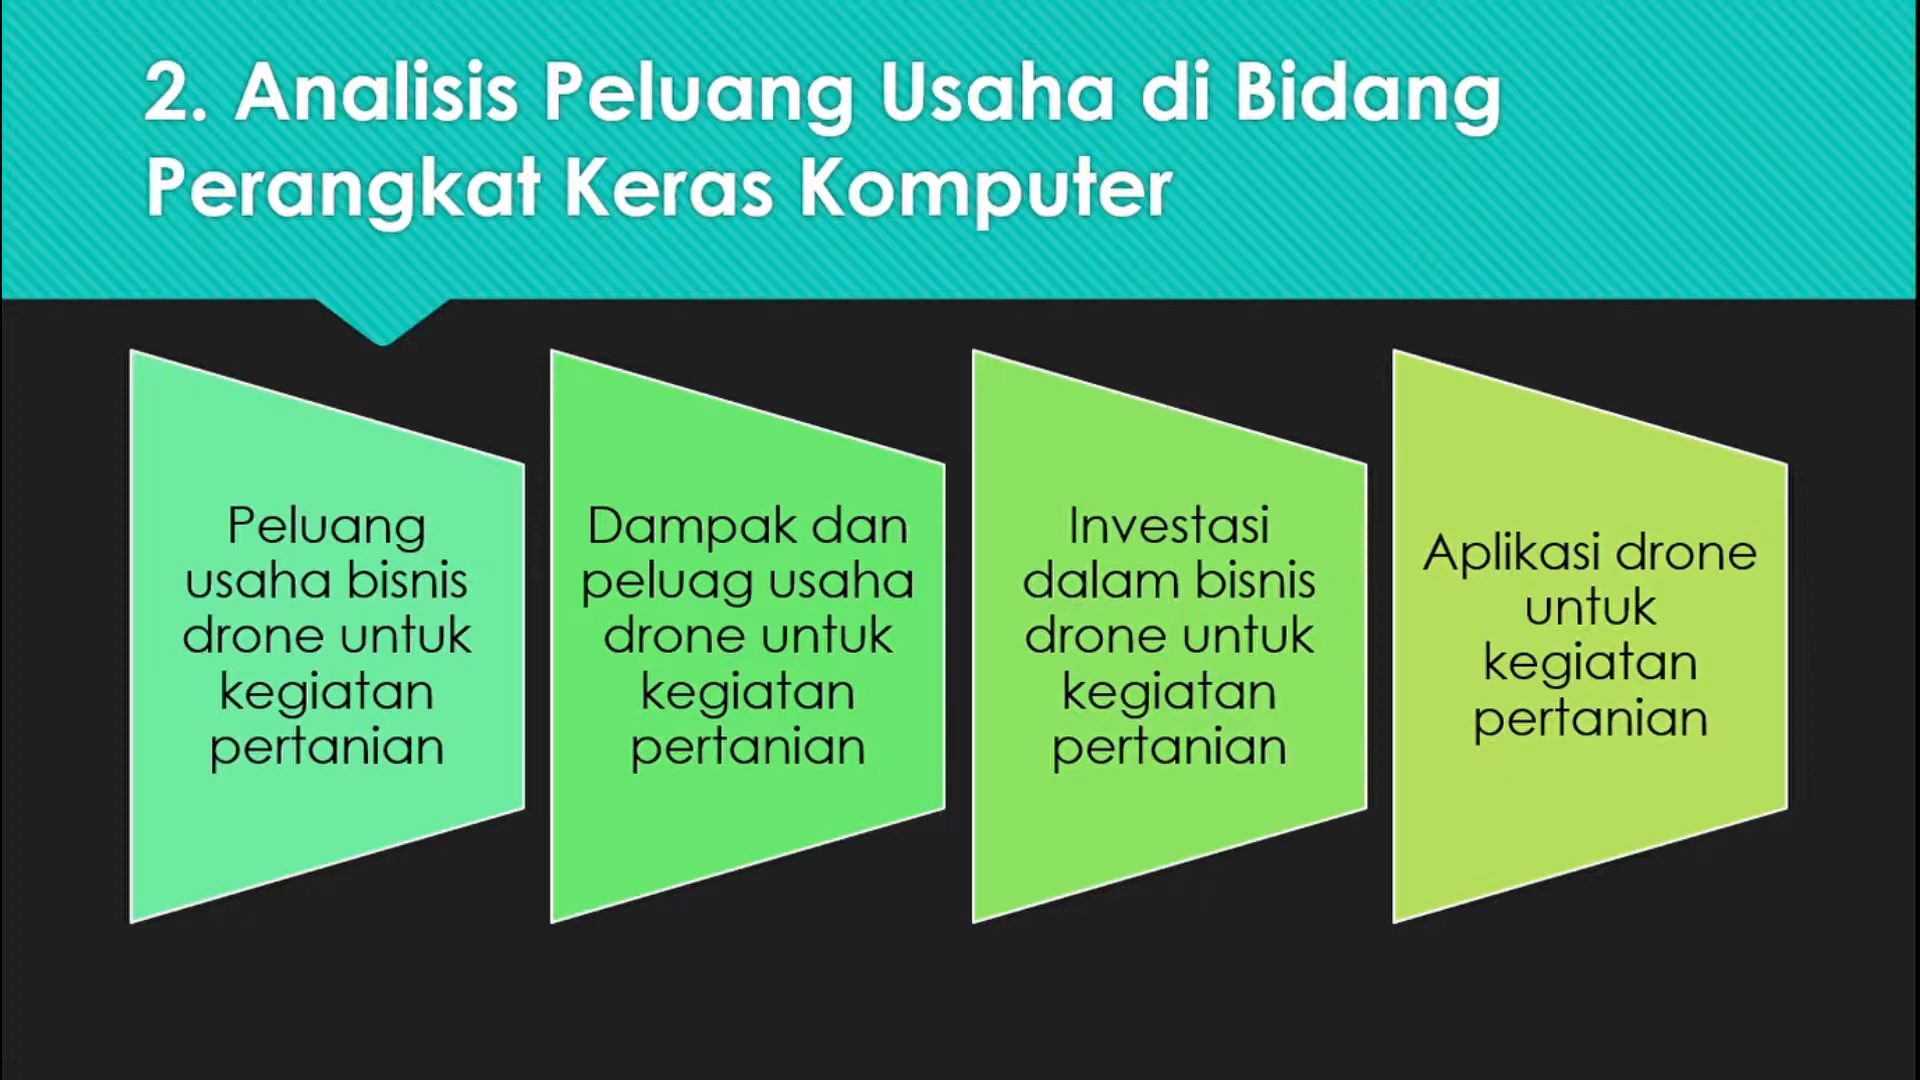 2. Analisis Peluang Usaha di Bidang
Perangkat Keras Komputer
Peluang
usaha bisnis
drone untuk
kegiatan
pertanian
Dampak dan
peluag usaha
drone untuk
kegiatan
pertanian
Investasi
dalam bisnis
drone untuk
kegiatan
pertanian
Aplikasi drone
untuk
kegiatan
pertanian